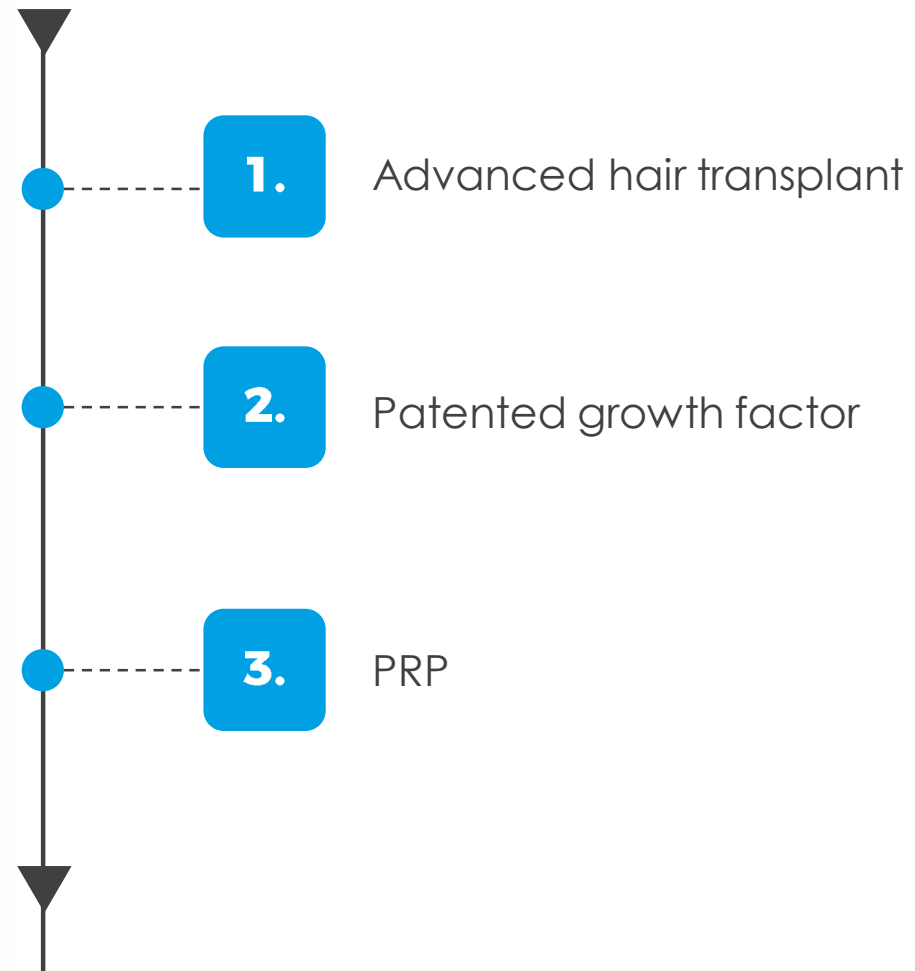 1. Advanced hair transplant
2. Patented growth factor
3. PRP